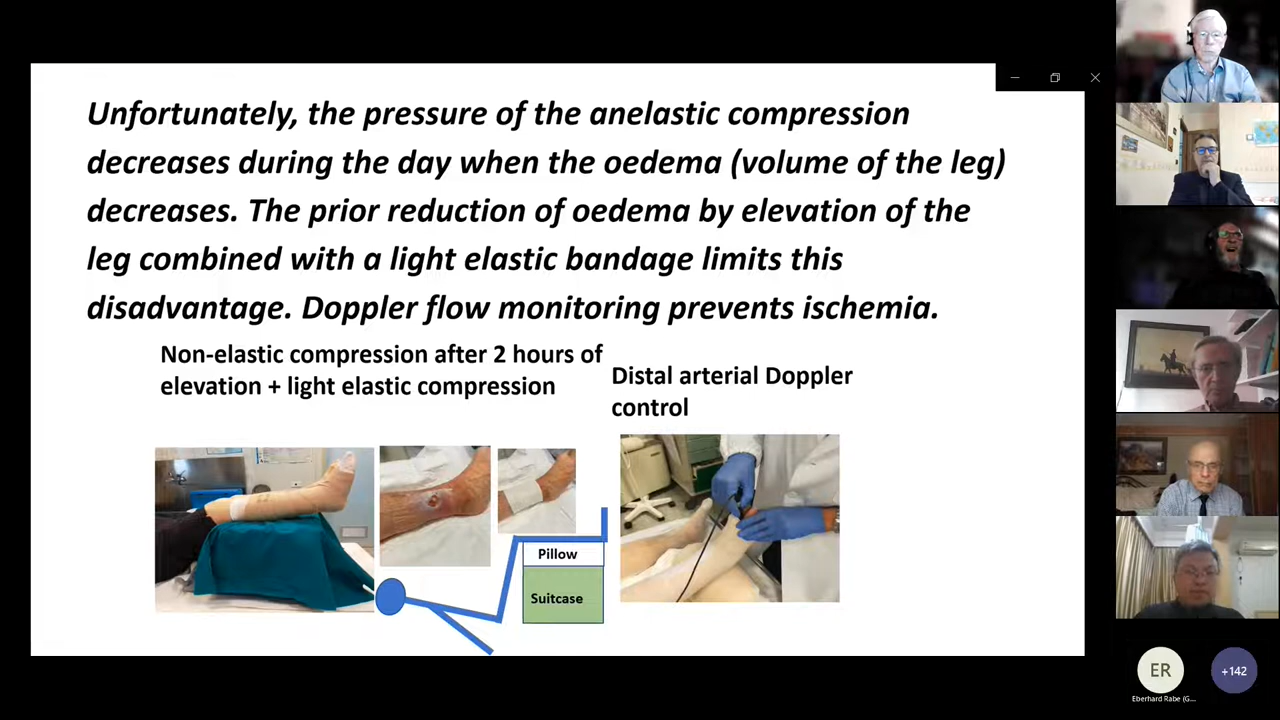 Unfortunately, the pressure of the anelastic compression
decreases during the day when the oedema (volume of the leg)
decreases. The prior reduction of oedema by elevation of the
leg combined with a light elastic bandage limits this
disadvantage. Doppler flow monitoring prevents ischemia.
Non-elastic compression after 2 hours of
elevation + light elastic compression
Distal arterial Doppler
control
Pillow
Suitcase
ER
+142
Eberhard Rabe (G...